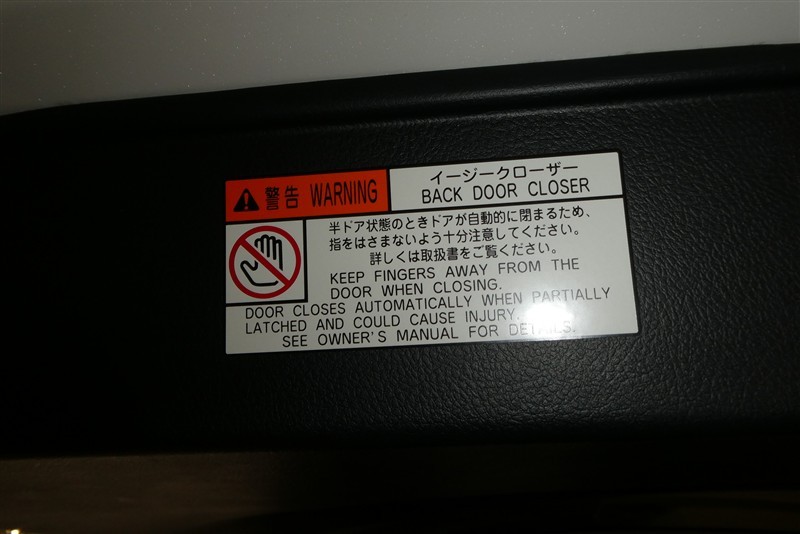 警告 WARNING
イージークローザー
BACK DOOR CLOSER
半ドア状態のときドアが自動的に閉まるため、
指をはさまないよう十分注意してください。
詳しくは取扱書をご覧ください。
KEEP FINGERS AWAY FROM THE
DOOR WHEN CLOSING.
DOOR CLOSES AUTOMATICALLY WHEN PARTIALLY
LATCHED AND COULD CAUSE INJURY.
SEE OWNER'S MANUAL FOR DETAILS.